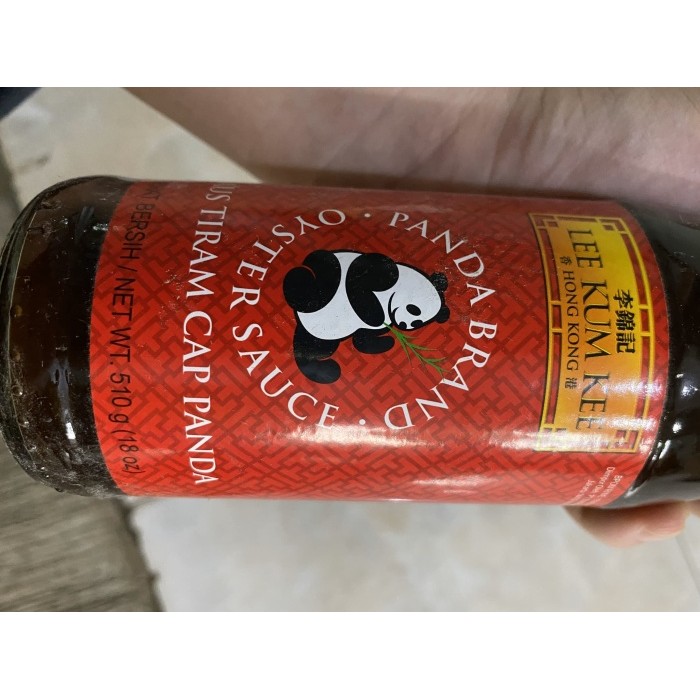 李錦記
LEE KUM KEE
香 HONG KONG 港
PANDA BRAND
OYSTER SAUCE
TIRAM CAP PANDA
BERSIH / NET WT. 510 g (18 oz)